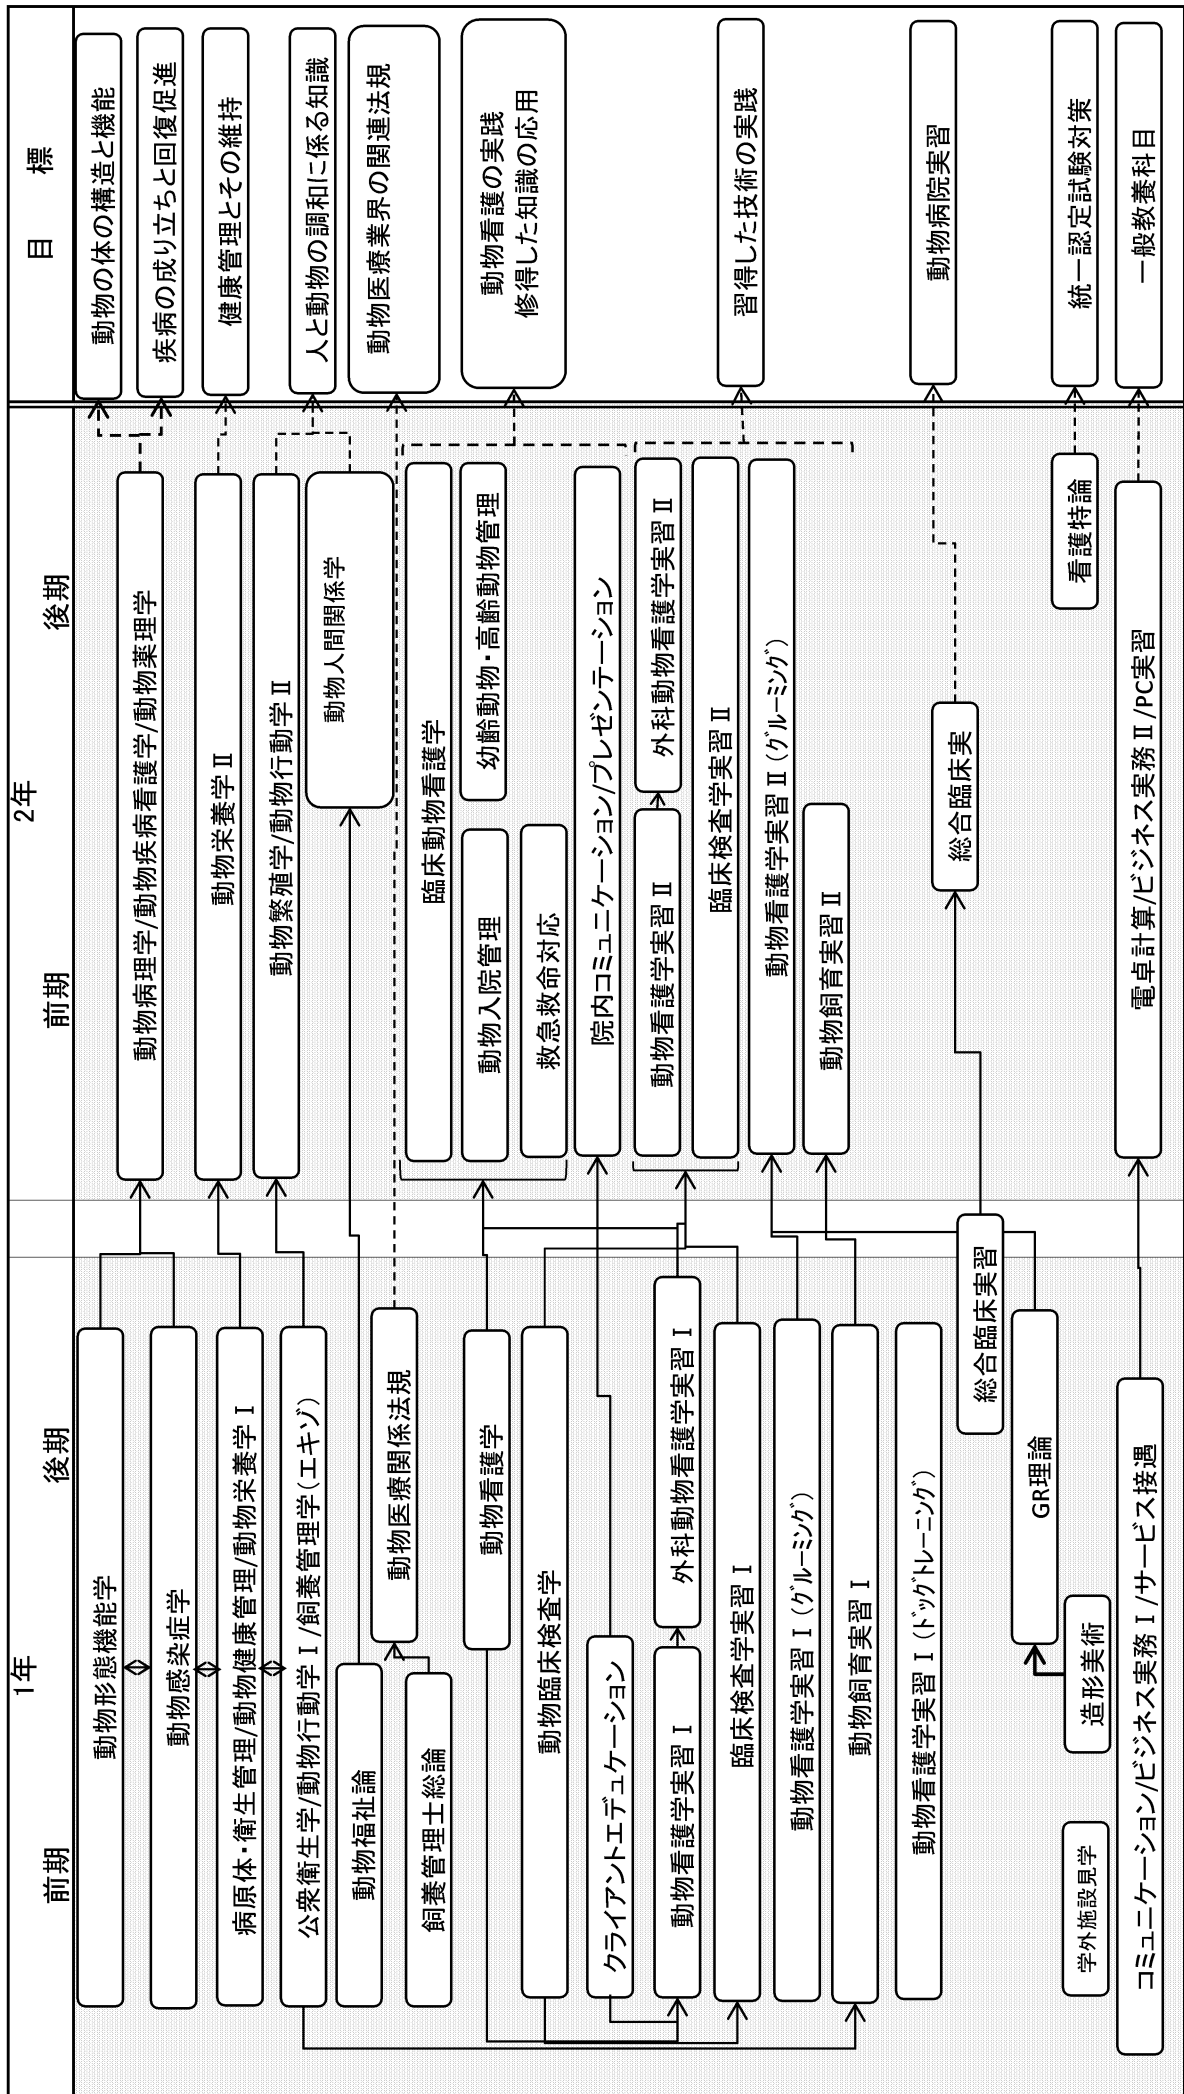 1年
2年
目　標
前期
後期
前期
後期
動物形態機能学
動物病理学/動物疾病看護学/動物薬理学
動物の体の構造と機能
動物感染症学
疾病の成り立ちと回復促進
病原体・衛生管理/動物健康管理/動物栄養学Ⅰ
動物栄養学Ⅱ
健康管理とその維持
公衆衛生学/動物行動学Ⅰ/飼養管理学(エキゾ)
動物繁殖学/動物行動学Ⅱ
人と動物の調和に係る知識
動物福祉論
動物人間関係学
動物医療関係法規
動物医療業界の関連法規
飼養管理士総論
臨床動物看護学
動物看護学
動物入院管理
幼齢動物・高齢動物管理
動物看護の実践
修得した知識の応用
動物臨床検査学
救急救命対応
クライアントエデュケーション
院内コミュニケーション/プレゼンテーション
動物看護学実習Ⅰ
外科動物看護学実習Ⅰ
動物看護学実習Ⅱ
外科動物看護学実習Ⅱ
臨床検査学実習Ⅰ
臨床検査学実習Ⅱ
習得した技術の実践
動物看護学実習Ⅰ(グルーミング)
動物看護学実習Ⅱ(グルーミング)
動物飼育実習Ⅰ
動物飼育実習Ⅱ
動物看護学実習Ⅰ(ドッグトレーニング)
総合臨床実習
総合臨床実
動物病院実習
GR理論
造形美術
学外施設見学
看護特論
統一認定試験対策
コミュニケーション/ビジネス実務Ⅰ/サービス接遇
電卓計算/ビジネス実務Ⅱ/PC実習
一般教養科目